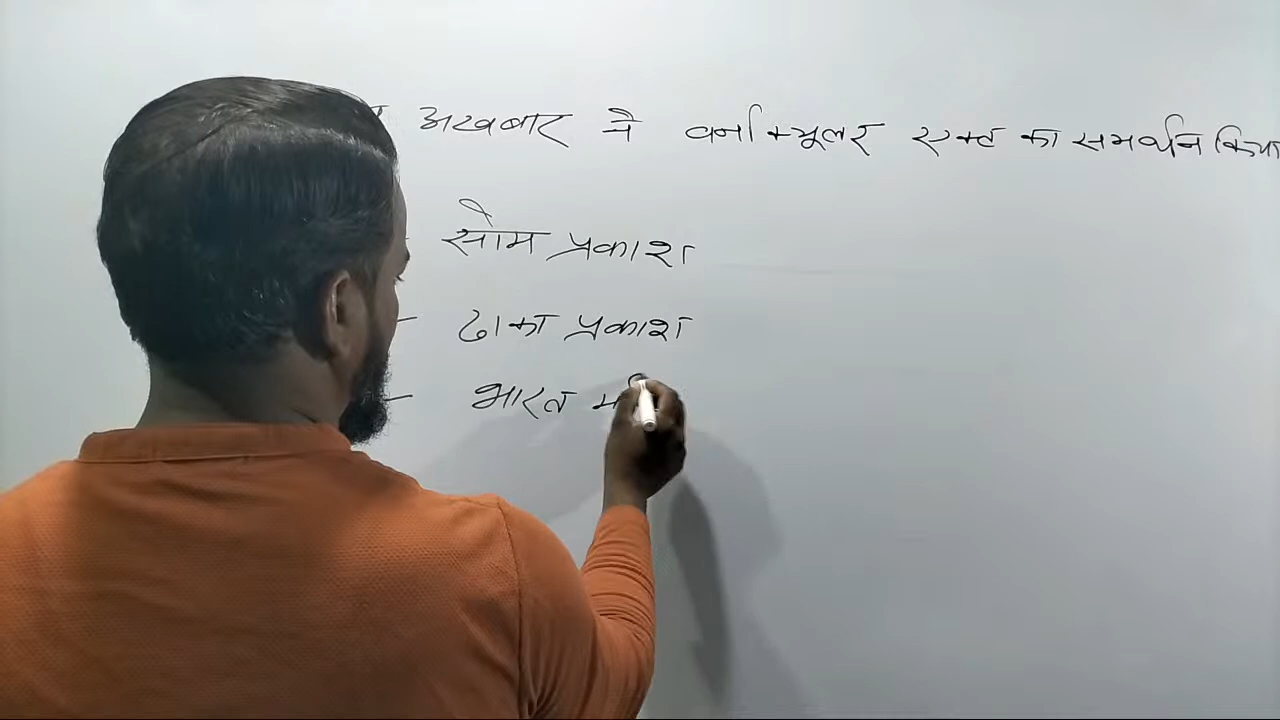 अखबार ने वर्नाक्यूलर एक्ट का समर्थन किया
सोम प्रकाश
ढाका प्रकाश
भारत